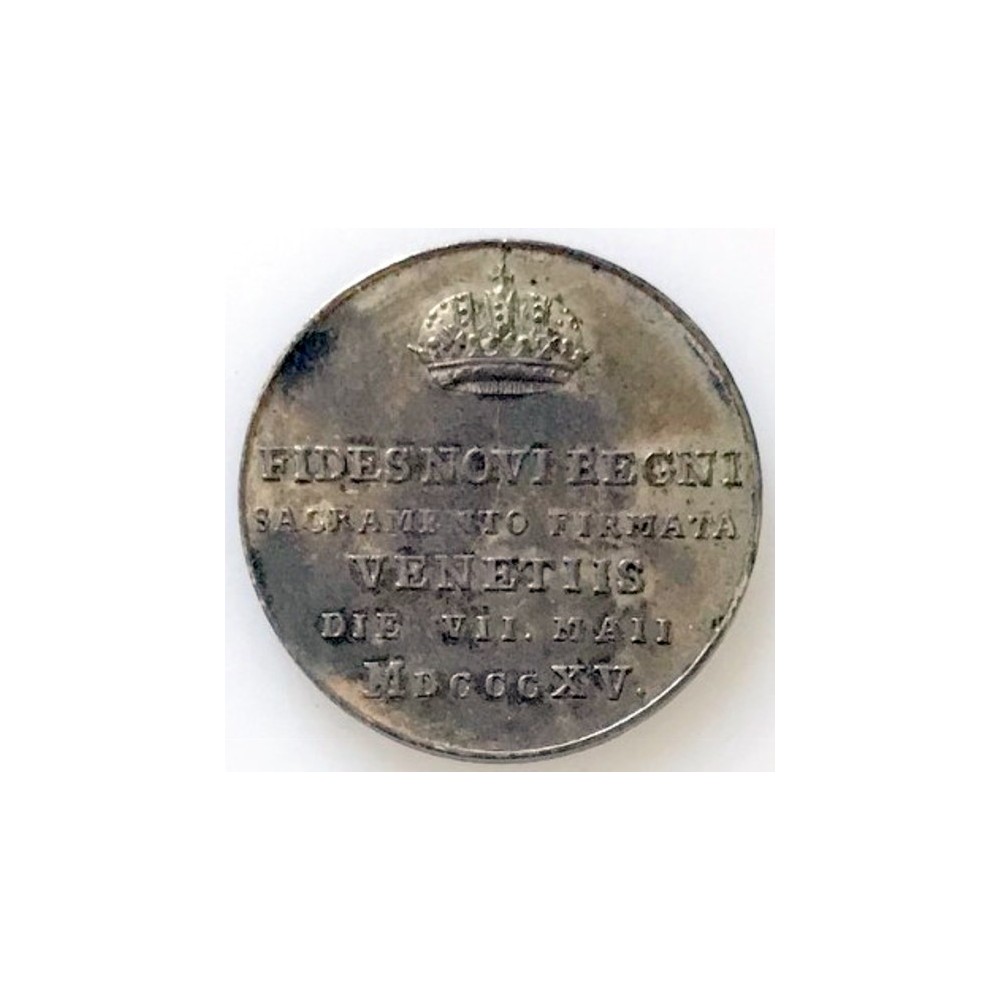 FIDES NOVI REGNI
SACRAMENTO FIRMATA
VENETIIS
DIE VII. MAII
MDCCCXV.